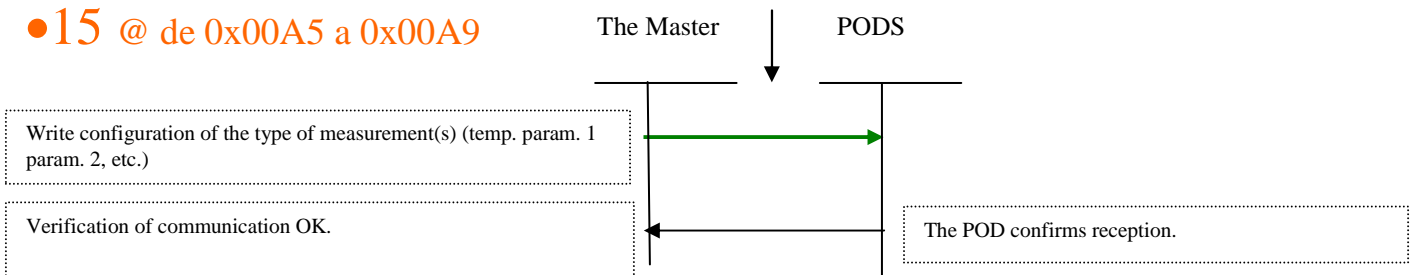 •15 @ de 0x00A5 a 0x00A9
The Master
PODS
Write configuration of the type of measurement(s) (temp. param. 1
param. 2, etc.)
Verification of communication OK.
The POD confirms reception.